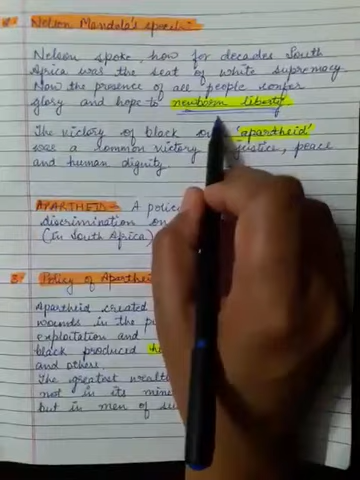 Nelson Mandela's speech:-
Nelson spoke, how for decades South
Africa was the seat of white supremacy.
Now the presence of all people confer
glory and hope to newborn liberty.
The victory of black 'apartheid'
was a common victory justice, peace
and human dignity.
APARTHEID:- A
discrimination on
(in South Africa)
3:- Policy of Apartheid
Apartheid created
wounds in the
exploitation and
black produced
and others.
The greatest wealth
not in its
but in men of